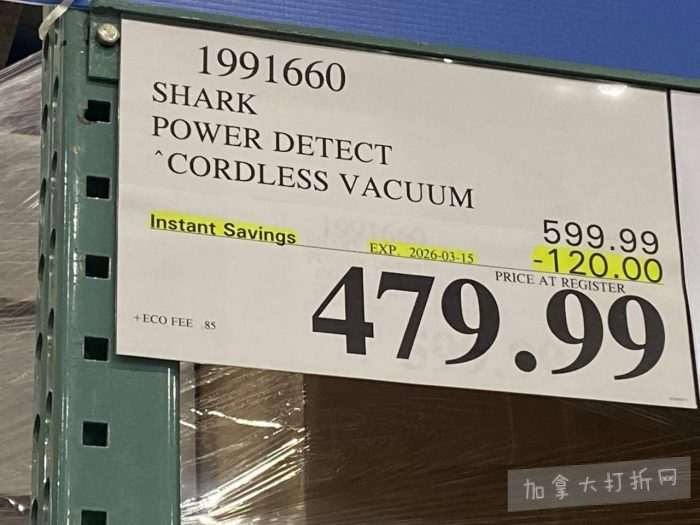 1991660
SHARK
POWER DETECT
^CORDLESS VACUUM
599.99
Instant Savings EXP. 2026-03-15 -120.00
PRICE AT REGISTER
479.99
+ECO FEE .85
加拿大打折网